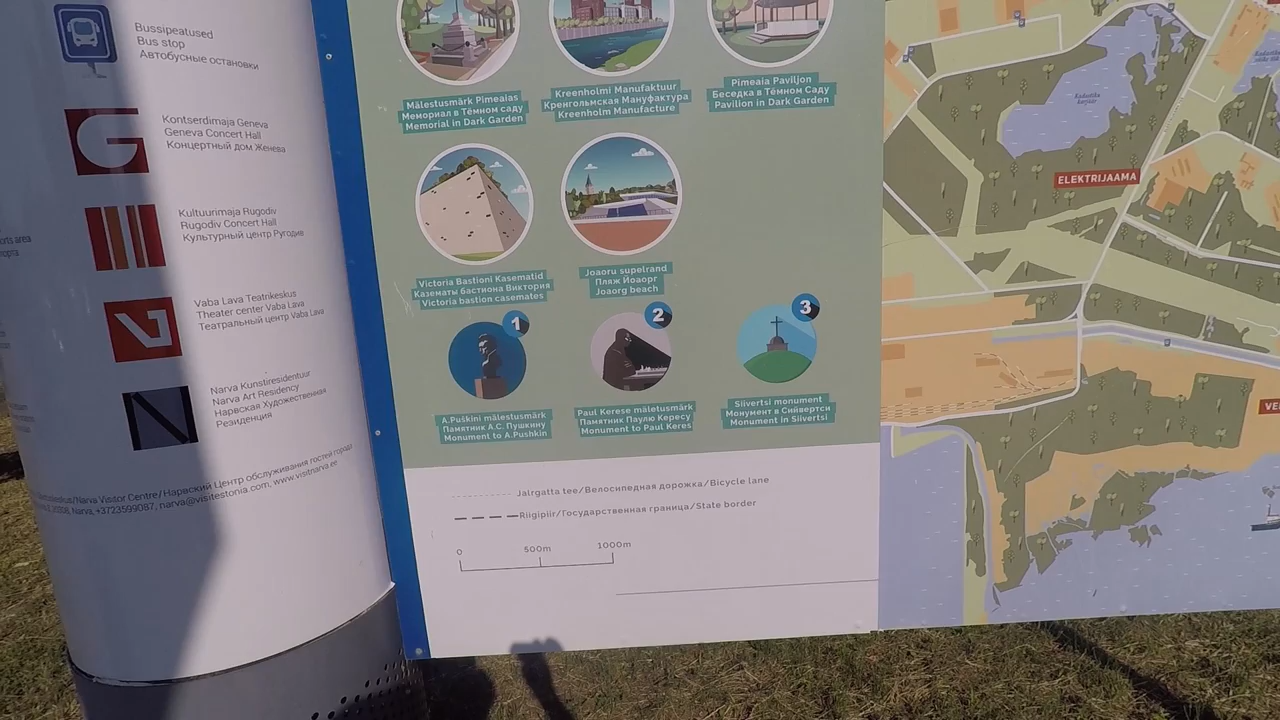 Bussipeatused
Bus stop
Автобусные остановки
Kontserdimaja Geneva
Geneva Concert Hall
Концертный дом Женева
Kultuurimaja Rugodiv
Rugodiv Concert Hall
Культурный центр Ругодив
Vaba Lava Teatrikeskus
Theater center Vaba Lava
Театральный центр Vaba Lava
Narva Kunstiresidentuur
Narva Art Residency
Нарвская Художественная
Резиденция
/Narva Visitor Centre/Нарвский Центр обслуживания гостей города
Narva, +3723599087, narva@visitestonia.com, www.visitnarva.ee
Mälestusmärk Pimeaias
Мемориал в Тёмном саду
Memorial in Dark Garden
Kreenholmi Manufaktuur
Кренгольмская Мануфактура
Kreenholm Manufacture
Pimeaia Paviljon
Беседка в Тёмном Саду
Pavilion in Dark Garden
Victoria Bastioni Kasematid
Казематы бастиона Виктория
Victoria bastion casemates
Joaoru supelrand
Пляж Йоаорг
Joaorg beach
1
2
3
A.Puškini mälestusmärk
Памятник А.С. Пушкину
Monument to A.Pushkin
Paul Kerese mäletusmärk
Памятник Паулю Кересу
Monument to Paul Keres
Siivertsi monument
Монумент в Сийвертси
Monument in Siivertsi
Jalrgatta tee/Велосипедная дорожка/Bicycle lane
Riigipiir/Государственная граница/State border
0 500m 1000m
ELEKTRIJAAMA